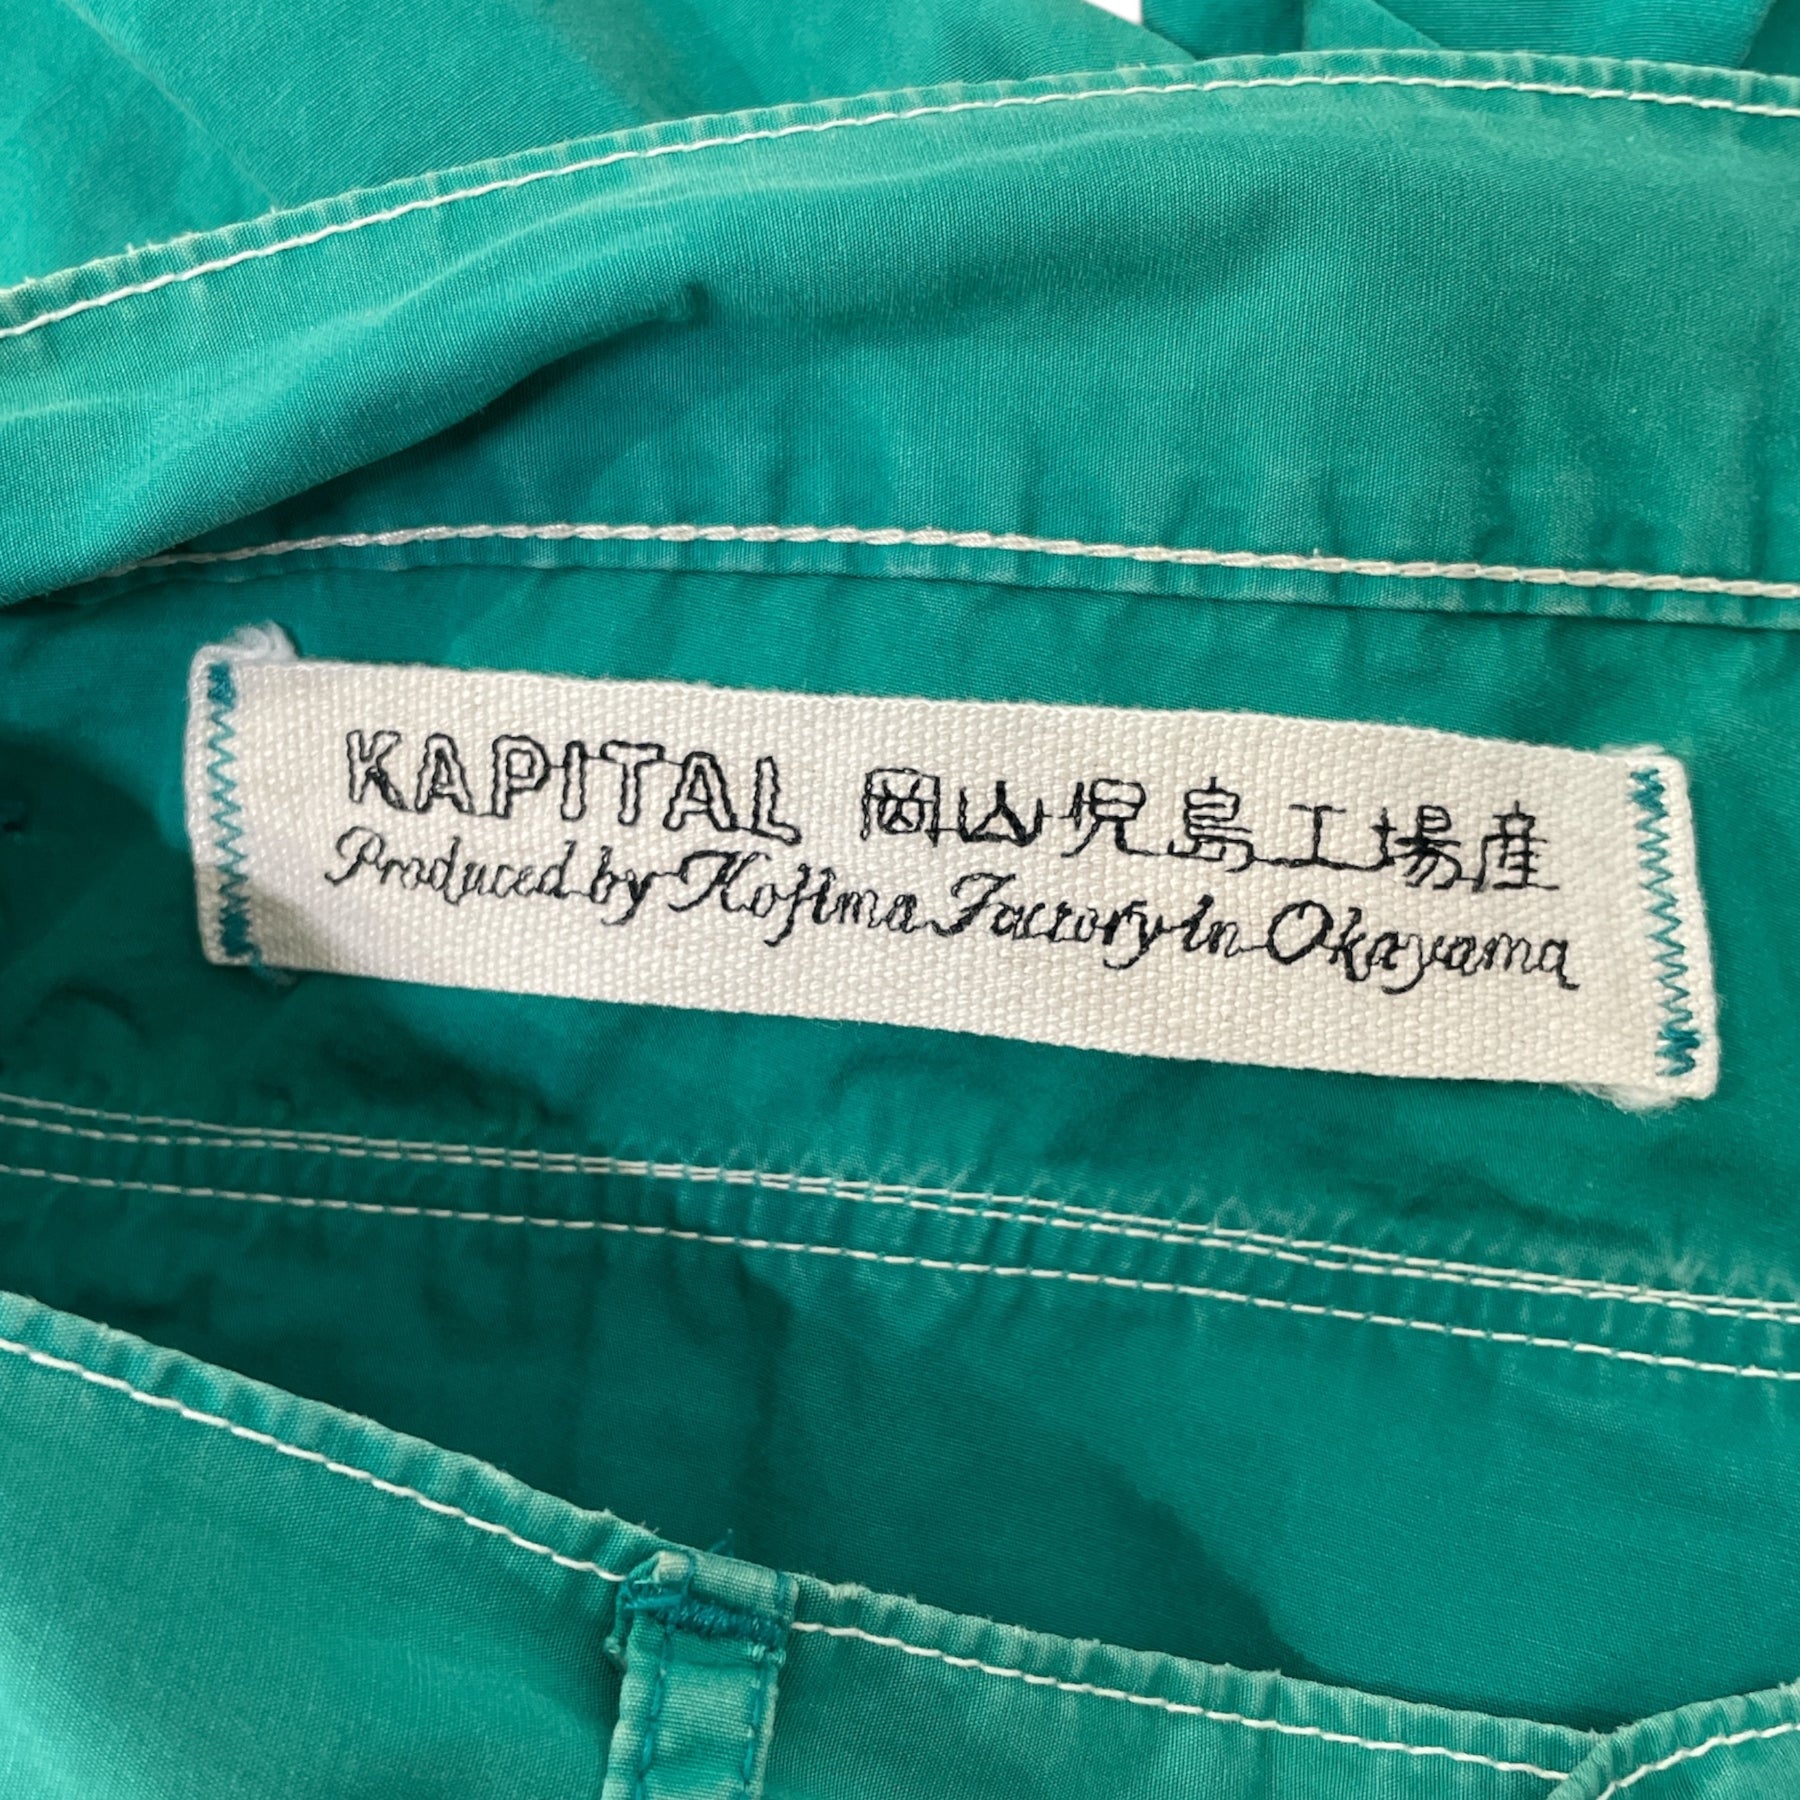 KAPITAL 岡山児島工場産
Produced by Kojima Factory in Okayama